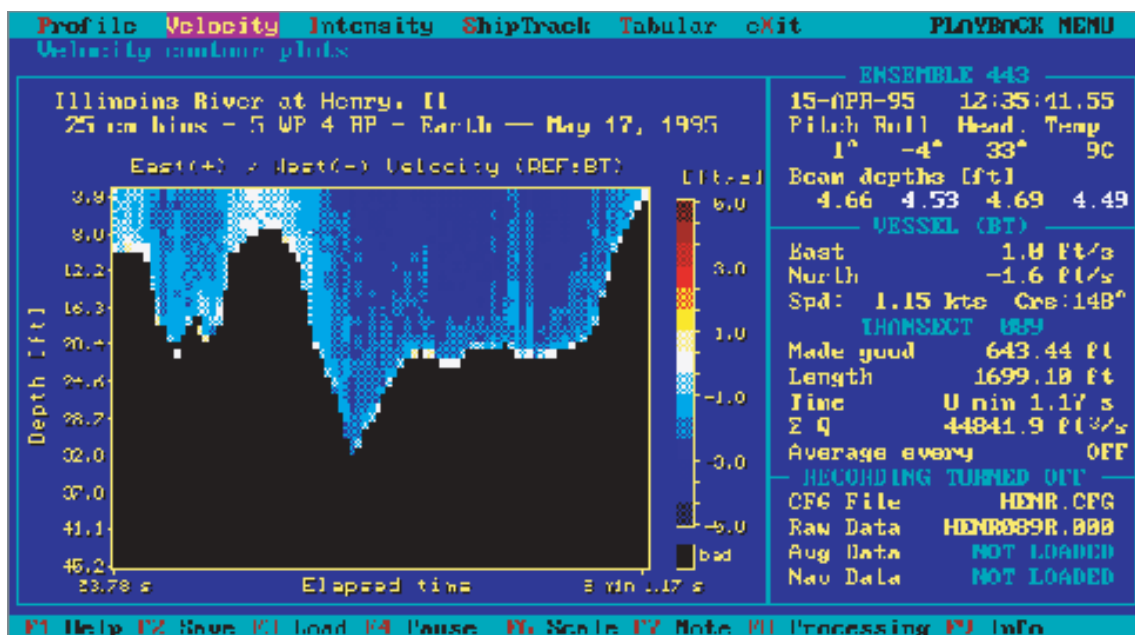 Profile Velocity Intensity ShipTrack Tabular eXit PLAYBACK MENU
Velocity contour plots
Illinoins River at Henry, Il
25 cm bins - 5 WP 4 BP - Earth — May 17, 1995
East(+) / West(-) Velocity (REF:BT)
[ft/s]
3.8
8.0
12.2
16.3
20.4
24.6
28.7
32.0
37.0
41.1
45.2
Depth [ft]
23.78 s Elapsed time 8 min 1.17 s
3.0
1.0
-1.0
-3.0
-5.0
bad
ENSEMBLE 443
15-APR-95 12:35:41.55
Pitch Roll Head. Temp
1° -4° 33° 9C
Beam depths [ft]
4.66 4.53 4.69 4.49
VESSEL (BT)
East 1.0 ft/s
North -1.6 ft/s
Spd: 1.15 kts Crs:148°
TRANSECT 089
Made good 643.44 ft
Length 1699.10 ft
Time min 1.17 s
Σ Q 44841.9 ft³/s
Average every OFF
RECORDING TURNED OFF
CFG File HENR.CFG
Raw Data HENR089R.000
Avg Data NOT LOADED
Nav Data NOT LOADED
F1 Help F2 Save F3 Load F4 Pause F6 Scale F7 Note F8 Processing F9 Info